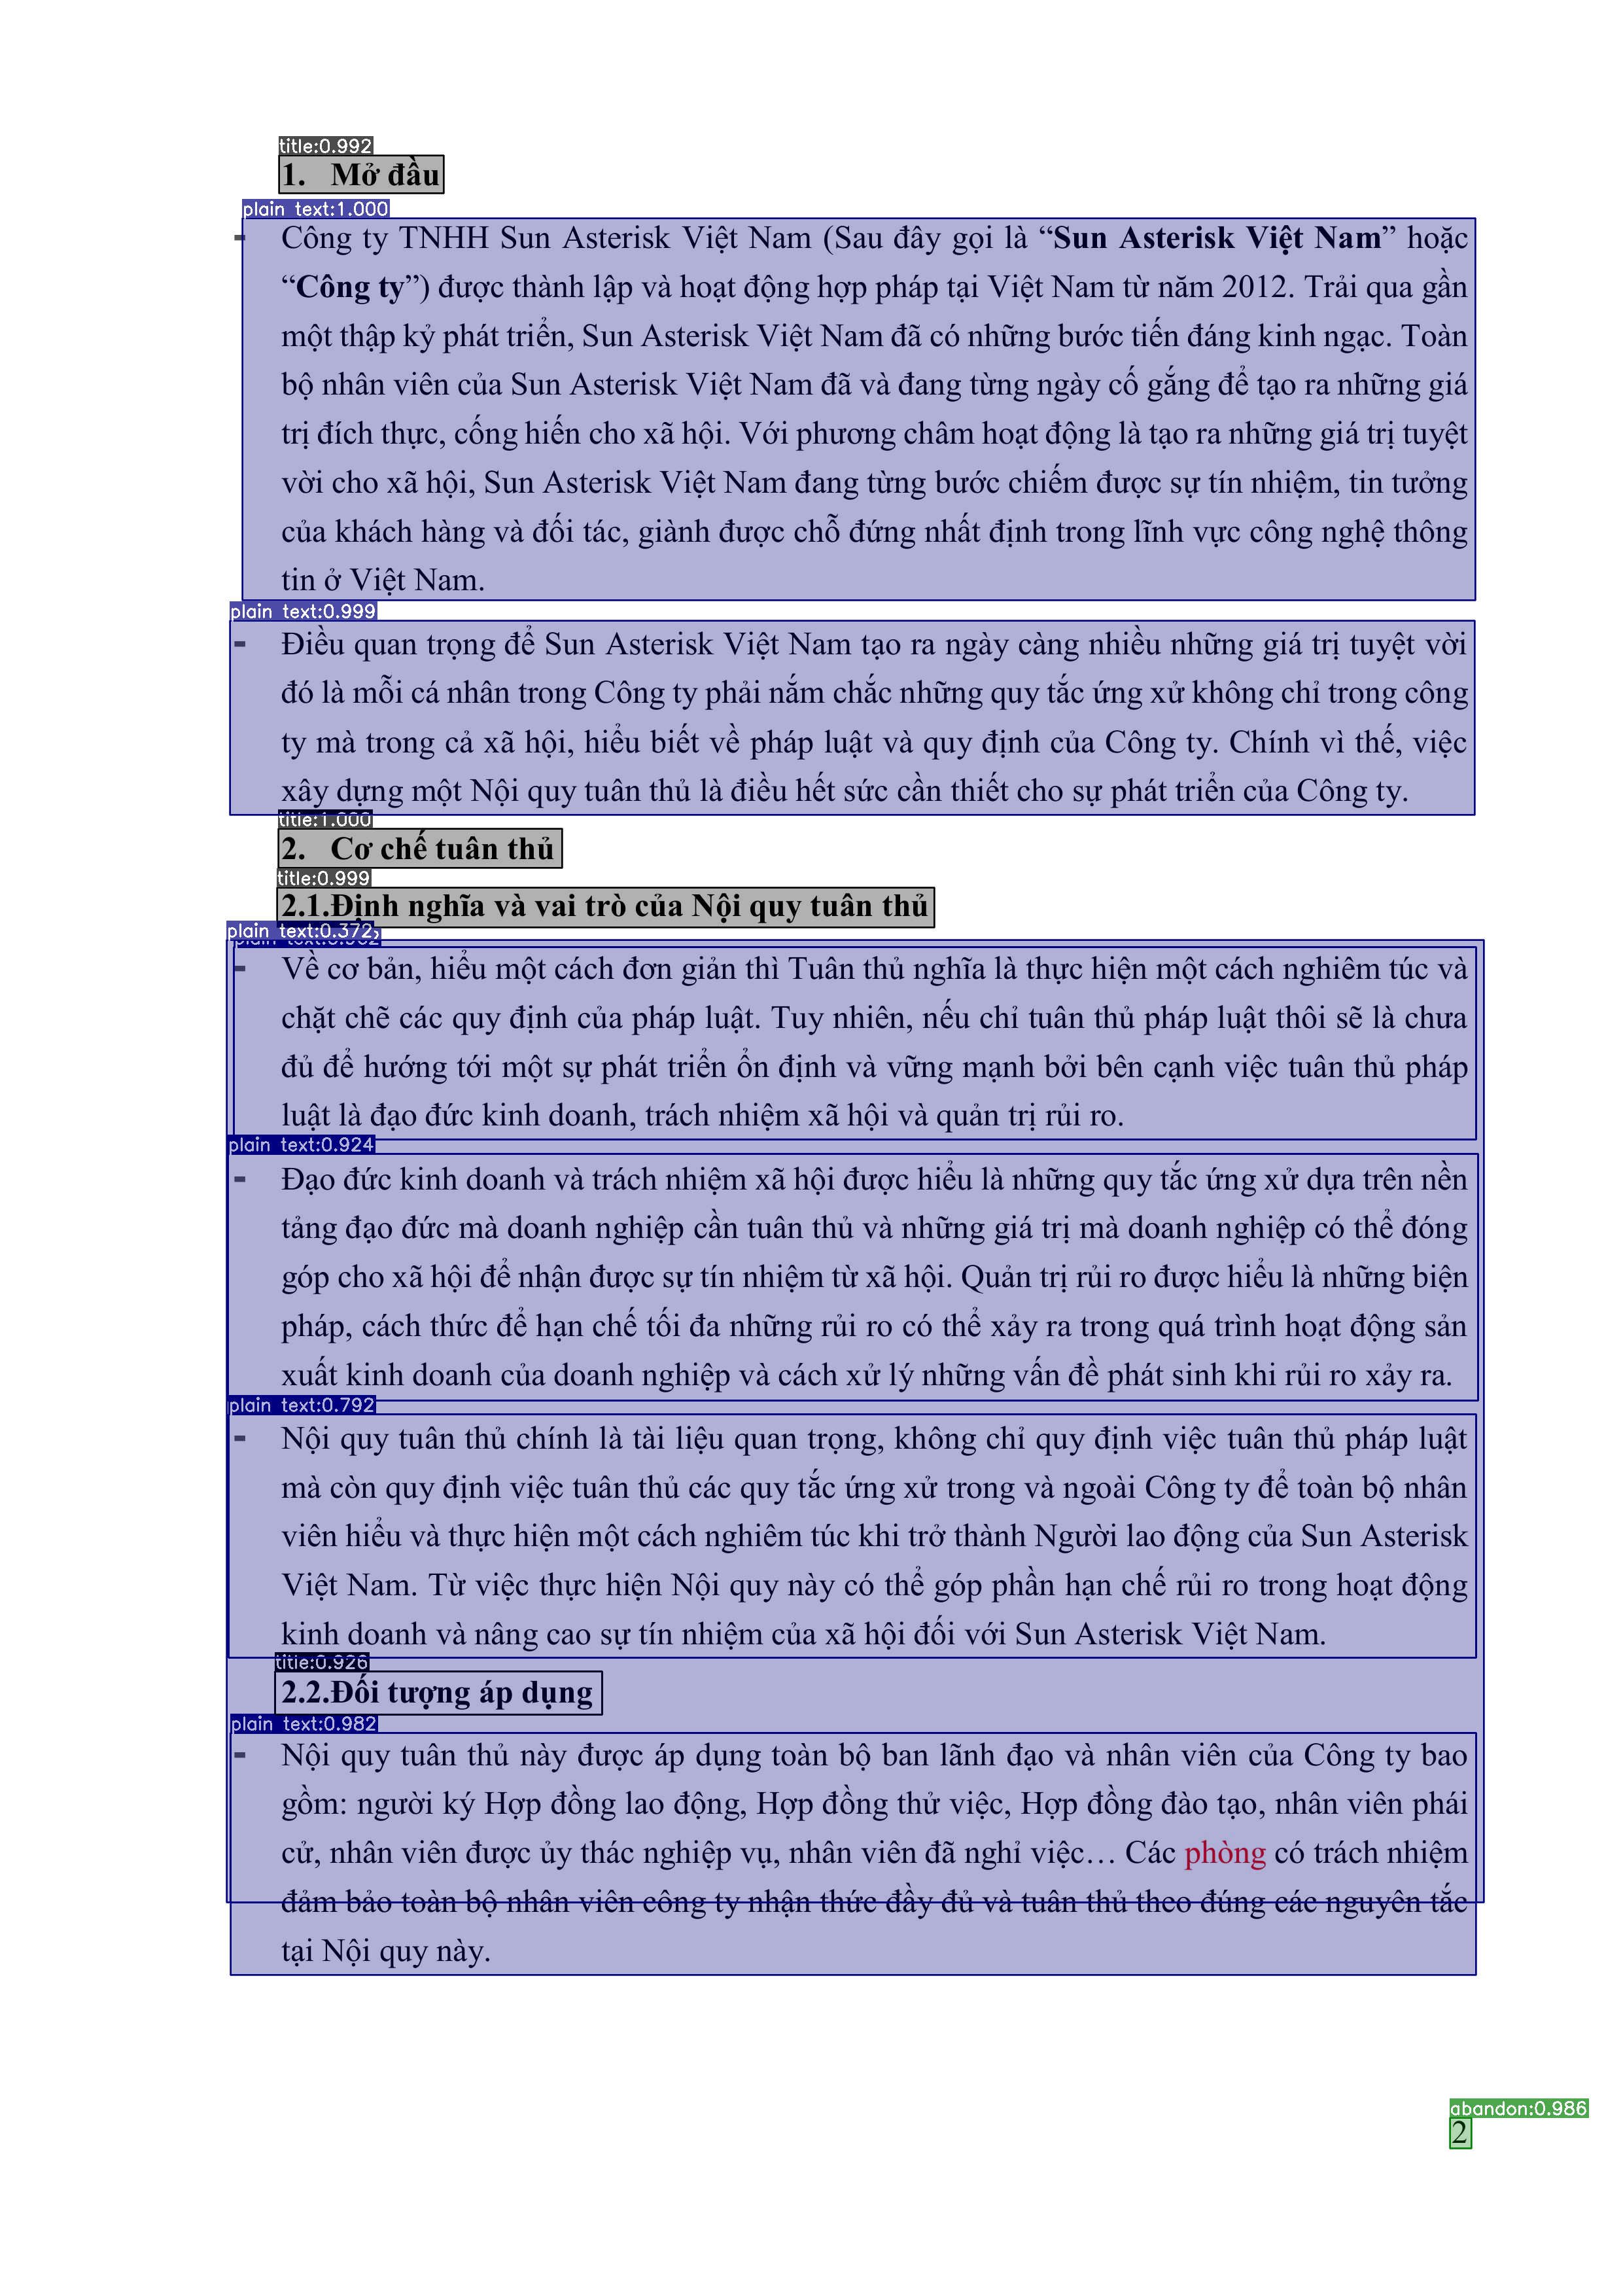 title:0.992
1. Mở đầu
plain text:1.000
- Công ty TNHH Sun Asterisk Việt Nam (Sau đây gọi là “Sun Asterisk Việt Nam” hoặc
“Công ty”) được thành lập và hoạt động hợp pháp tại Việt Nam từ năm 2012. Trải qua gần
một thập kỷ phát triển, Sun Asterisk Việt Nam đã có những bước tiến đáng kinh ngạc. Toàn
bộ nhân viên của Sun Asterisk Việt Nam đã và đang từng ngày cố gắng để tạo ra những giá
trị đích thực, cống hiến cho xã hội. Với phương châm hoạt động là tạo ra những giá trị tuyệt
vời cho xã hội, Sun Asterisk Việt Nam đang từng bước chiếm được sự tín nhiệm, tin tưởng
của khách hàng và đối tác, giành được chỗ đứng nhất định trong lĩnh vực công nghệ thông
tin ở Việt Nam.
plain text:0.999
- Điều quan trọng để Sun Asterisk Việt Nam tạo ra ngày càng nhiều những giá trị tuyệt vời
đó là mỗi cá nhân trong Công ty phải nắm chắc những quy tắc ứng xử không chỉ trong công
ty mà trong cả xã hội, hiểu biết về pháp luật và quy định của Công ty. Chính vì thế, việc
xây dựng một Nội quy tuân thủ là điều hết sức cần thiết cho sự phát triển của Công ty.
title:1.000
2. Cơ chế tuân thủ
title:0.999
2.1.Định nghĩa và vai trò của Nội quy tuân thủ
plain text:0.372
- Về cơ bản, hiểu một cách đơn giản thì Tuân thủ nghĩa là thực hiện một cách nghiêm túc và
chặt chẽ các quy định của pháp luật. Tuy nhiên, nếu chỉ tuân thủ pháp luật thôi sẽ là chưa
đủ để hướng tới một sự phát triển ổn định và vững mạnh bởi bên cạnh việc tuân thủ pháp
luật là đạo đức kinh doanh, trách nhiệm xã hội và quản trị rủi ro.
plain text:0.924
- Đạo đức kinh doanh và trách nhiệm xã hội được hiểu là những quy tắc ứng xử dựa trên nền
tảng đạo đức mà doanh nghiệp cần tuân thủ và những giá trị mà doanh nghiệp có thể đóng
góp cho xã hội để nhận được sự tín nhiệm từ xã hội. Quản trị rủi ro được hiểu là những biện
pháp, cách thức để hạn chế tối đa những rủi ro có thể xảy ra trong quá trình hoạt động sản
xuất kinh doanh của doanh nghiệp và cách xử lý những vấn đề phát sinh khi rủi ro xảy ra.
plain text:0.792
- Nội quy tuân thủ chính là tài liệu quan trọng, không chỉ quy định việc tuân thủ pháp luật
mà còn quy định việc tuân thủ các quy tắc ứng xử trong và ngoài Công ty để toàn bộ nhân
viên hiểu và thực hiện một cách nghiêm túc khi trở thành Người lao động của Sun Asterisk
Việt Nam. Từ việc thực hiện Nội quy này có thể góp phần hạn chế rủi ro trong hoạt động
kinh doanh và nâng cao sự tín nhiệm của xã hội đối với Sun Asterisk Việt Nam.
title:0.926
2.2.Đối tượng áp dụng
plain text:0.982
- Nội quy tuân thủ này được áp dụng toàn bộ ban lãnh đạo và nhân viên của Công ty bao
gồm: người ký Hợp đồng lao động, Hợp đồng thử việc, Hợp đồng đào tạo, nhân viên phái
cử, nhân viên được ủy thác nghiệp vụ, nhân viên đã nghỉ việc… Các phòng có trách nhiệm
đảm bảo toàn bộ nhân viên công ty nhận thức đầy đủ và tuân thủ theo đúng các nguyên tắc
tại Nội quy này.
abandon:0.986
2